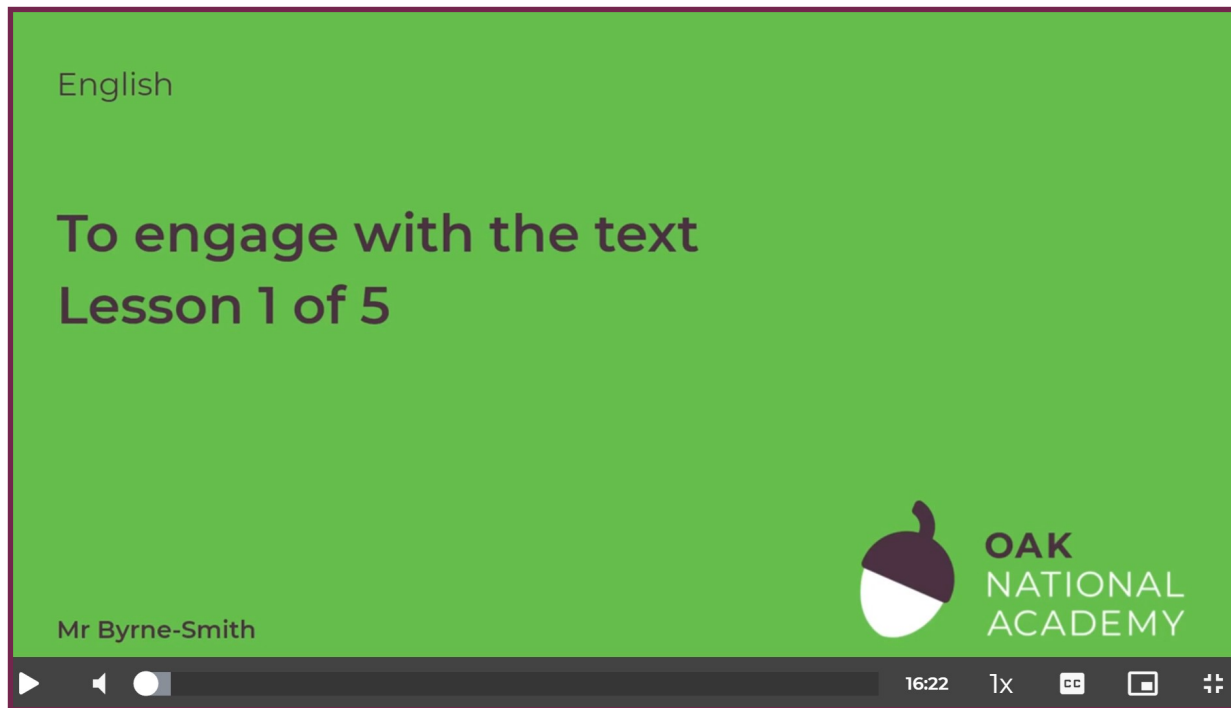 English
To engage with the text
Lesson 1 of 5
OAK
NATIONAL
ACADEMY
Mr Byrne-Smith
16:22
1x
CC